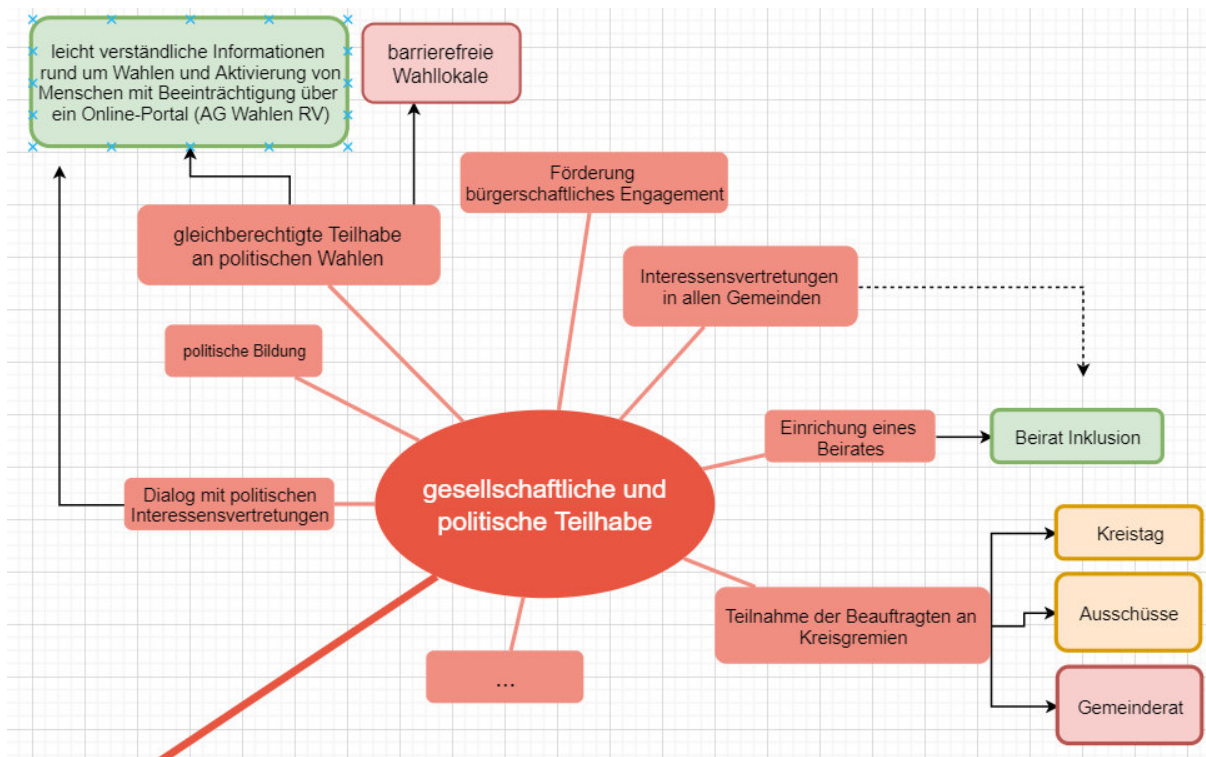 leicht verständliche Informationen
rund um Wahlen und Aktivierung von
Menschen mit Beeinträchtigung über
ein Online-Portal (AG Wahlen RV)
barrierefreie
Wahllokale
Förderung
bürgerschaftliches Engagement
gleichberechtigte Teilhabe
an politischen Wahlen
Interessensvertretungen
in allen Gemeinden
politische Bildung
Einrichung eines
Beirates
Beirat Inklusion
Dialog mit politischen
Interessensvertretungen
gesellschaftliche und
politische Teilhabe
Kreistag
Teilnahme der Beauftragten an
Kreisgremien
Ausschüsse
...
Gemeinderat